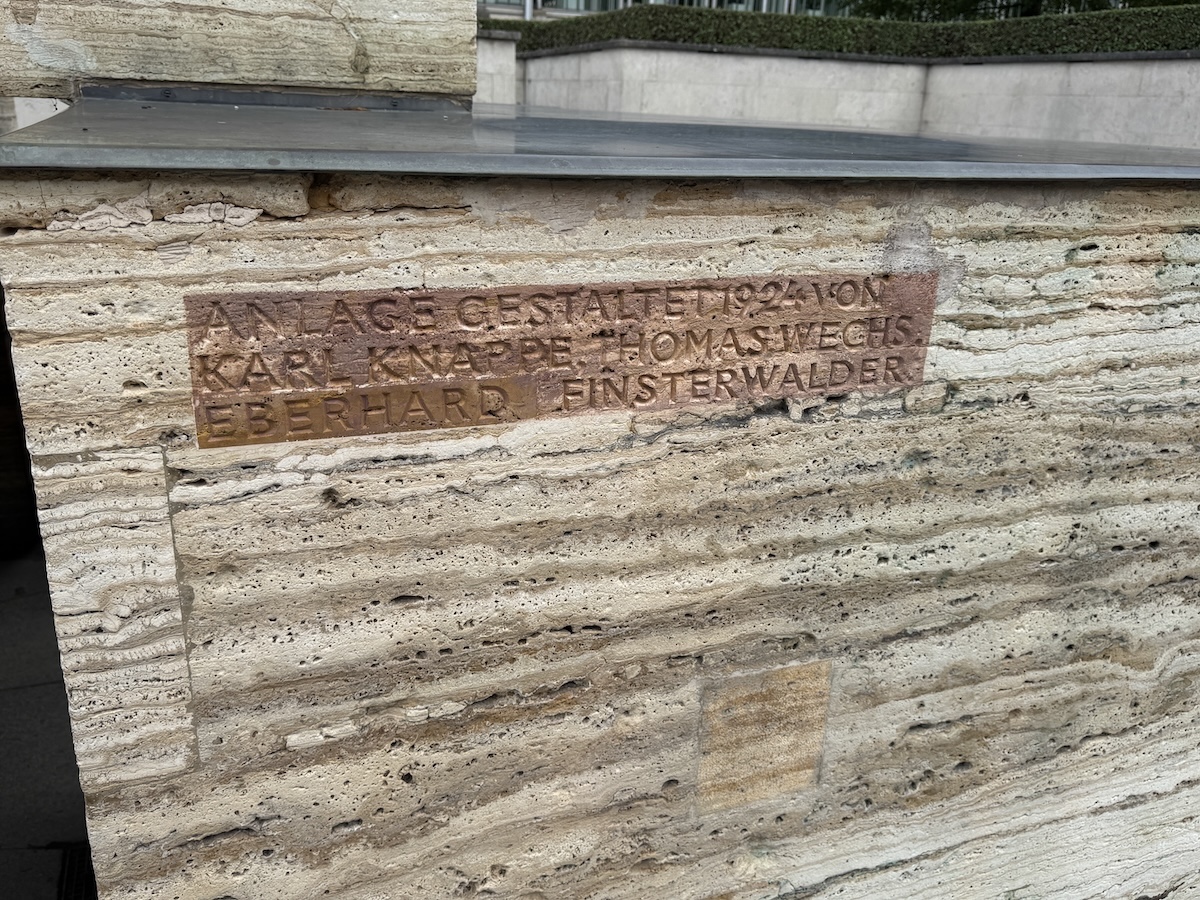 ANLAGE GESTALTET 1924 VON
KARL KNAPPE. THOMAS WECHS.
EBERHARD FINSTERWALDER.